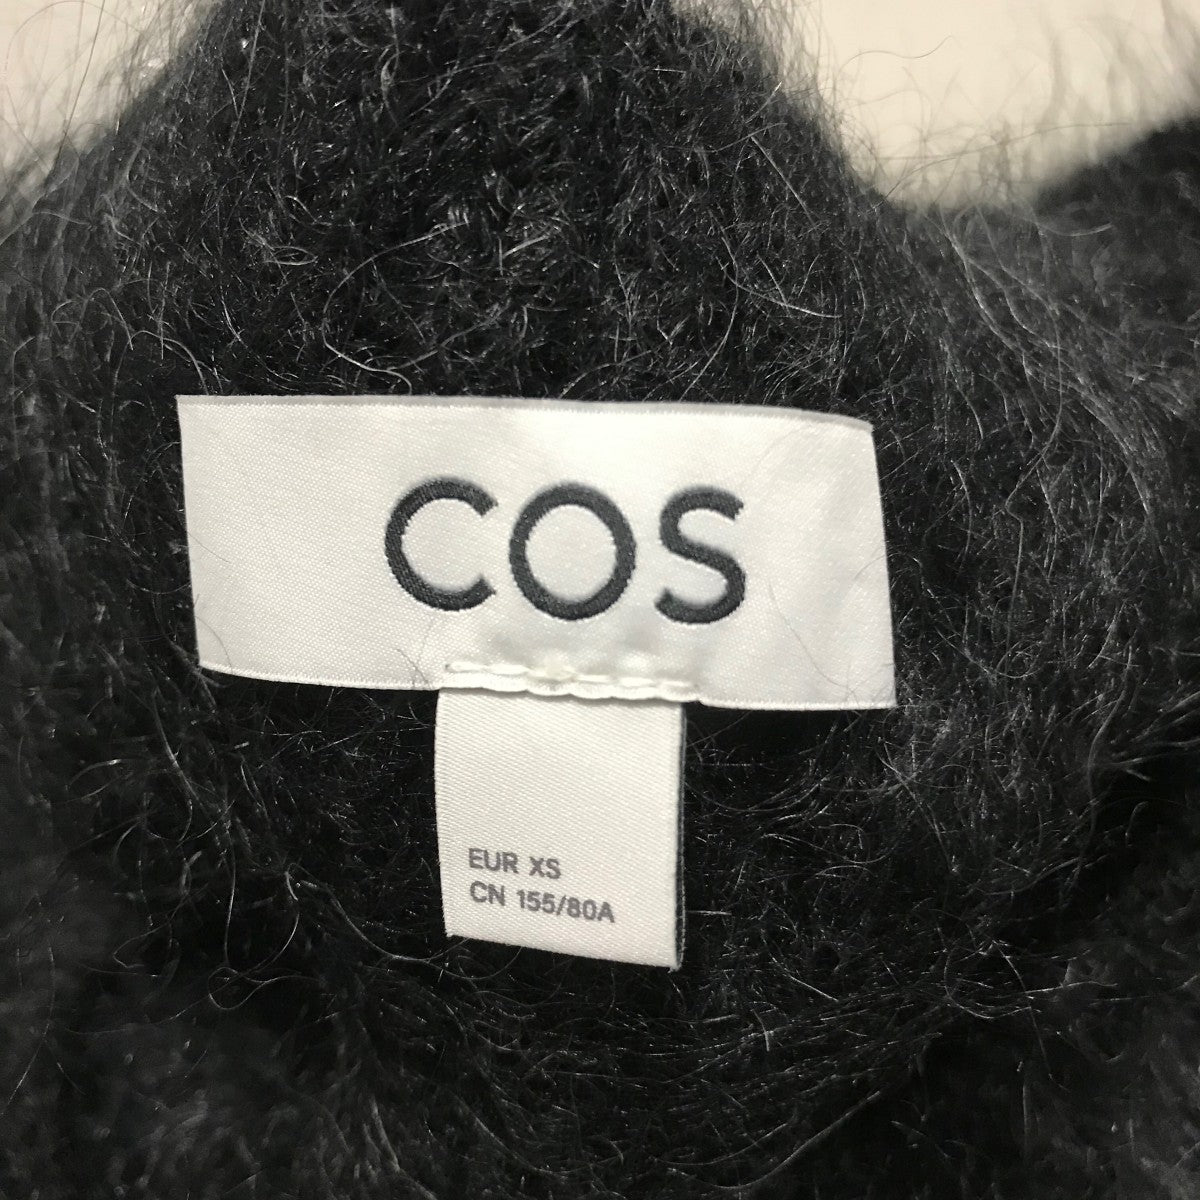 COS
EUR XS
CN 155/80A